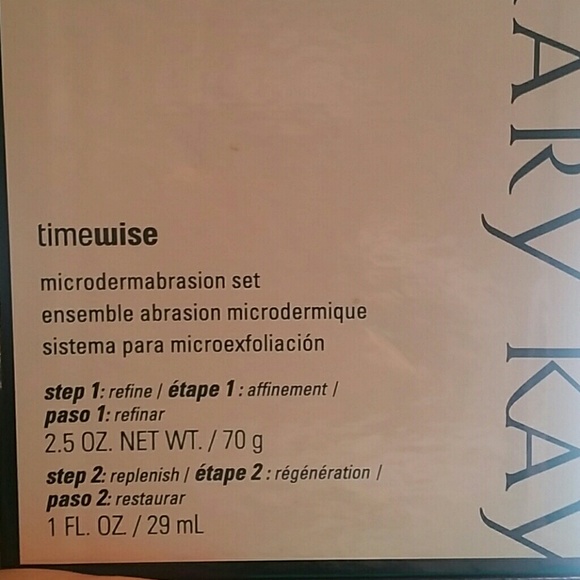 timewise
microdermabrasion set
ensemble abrasion microdermique
sistema para microexfoliación
step 1: refine / étape 1 : affinement /
paso 1: refinar
2.5 OZ. NET WT. / 70 g
step 2: replenish / étape 2 : régénération /
paso 2: restaurar
1 FL. OZ. / 29 mL
ARY KAY